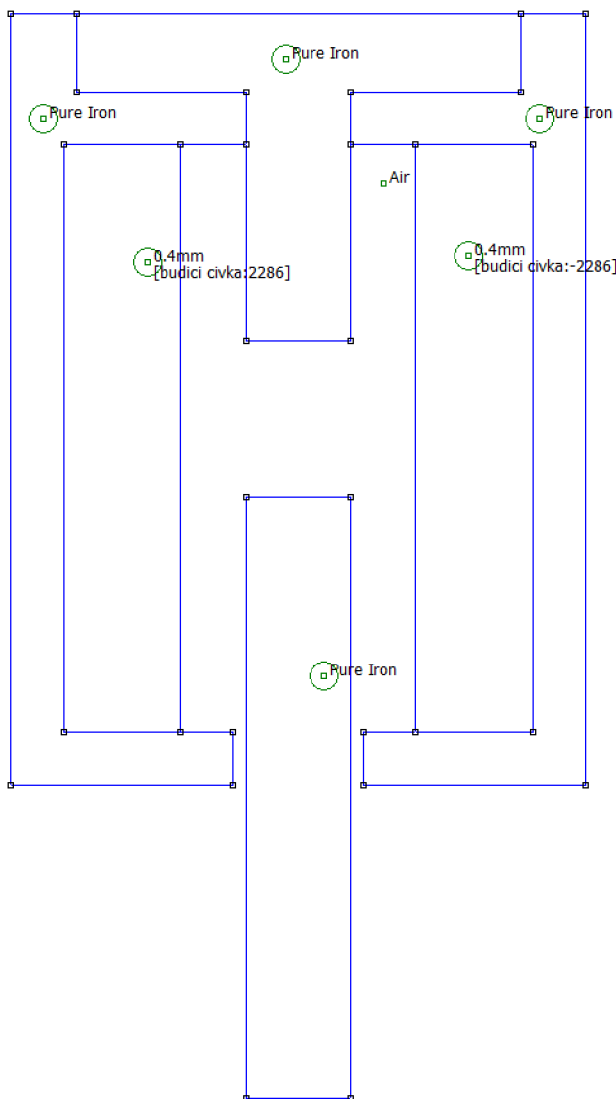 Pure Iron
Pure Iron
Pure Iron
Air
0.4mm
[budici civka:2286]
0.4mm
[budici civka:-2286]
Pure Iron